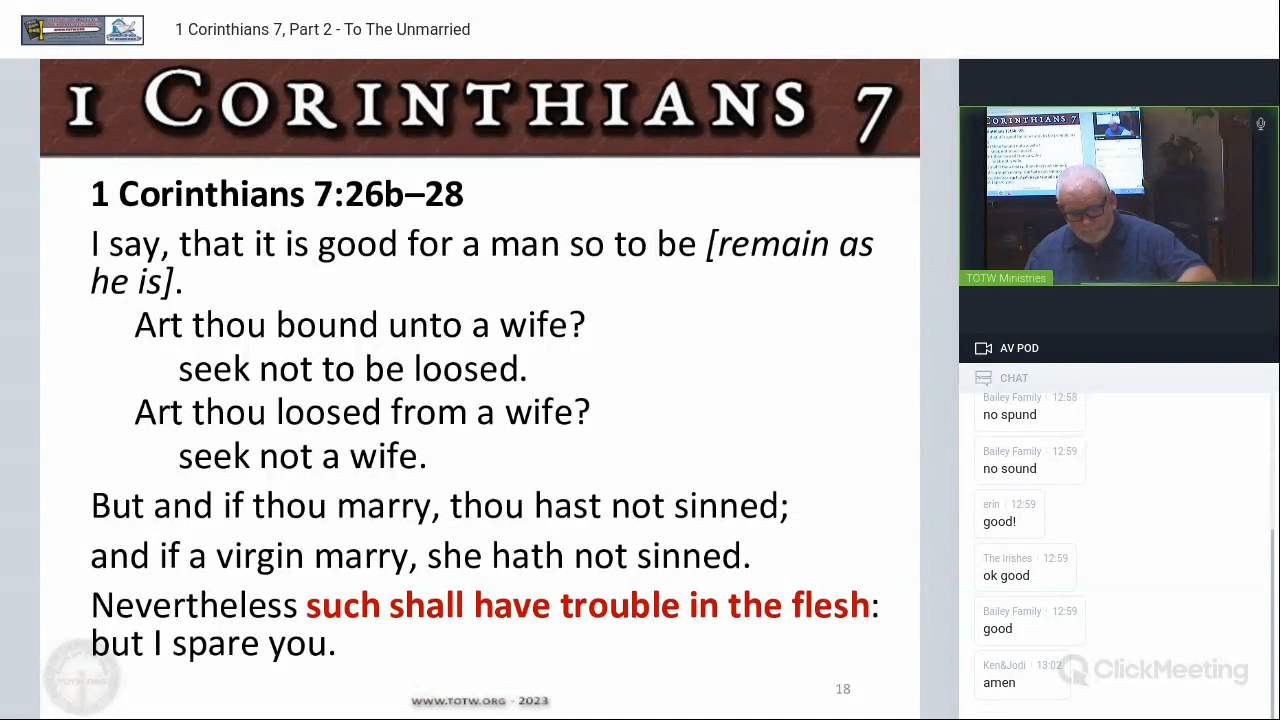 1 Corinthians 7, Part 2 - To The Unmarried
1 CORINTHIANS 7
1 Corinthians 7:26b–28
I say, that it is good for a man so to be [remain as
he is].
Art thou bound unto a wife?
seek not to be loosed.
Art thou loosed from a wife?
seek not a wife.
But and if thou marry, thou hast not sinned;
and if a virgin marry, she hath not sinned.
Nevertheless such shall have trouble in the flesh:
but I spare you.
WWW.TOTW.ORG - 2023
18
CORINTHIANS 7
TOTW Ministries
AV POD
CHAT
Bailey Family 12:58
no spund
Bailey Family 12:59
no sound
erin 12:59
good!
The Irishes 12:59
ok good
Bailey Family 12:59
good
Ken&Jodi 13:02
amen
ClickMeeting